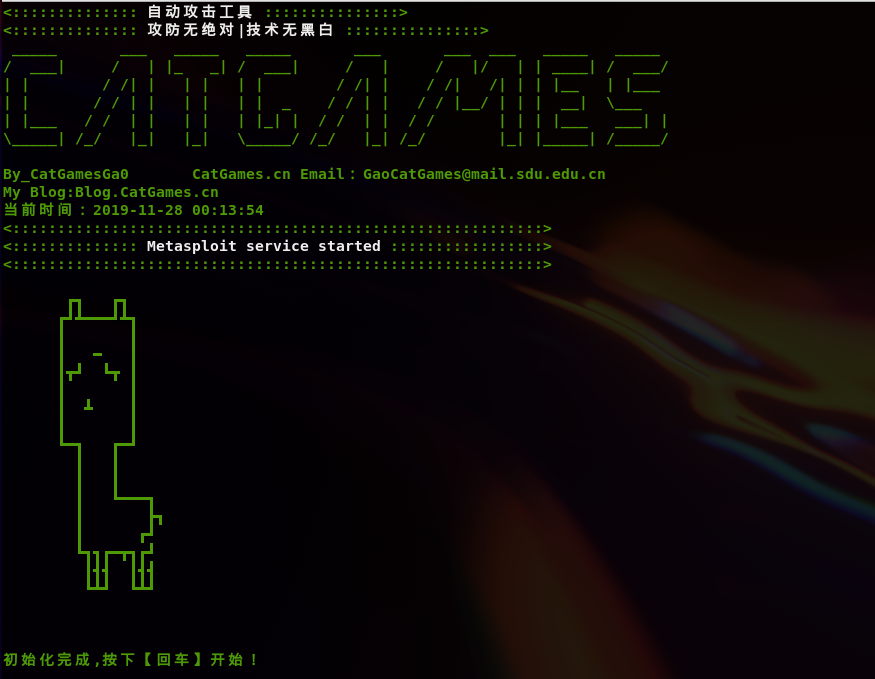 <:::::::::::::: 自动攻击工具 :::::::::::::::>
<:::::::::::::: 攻防无绝对|技术无黑白 :::::::::::::::>
CATGAMES
By_CatGamesGa0 CatGames.cn Email：GaoCatGames@mail.sdu.edu.cn
My Blog:Blog.CatGames.cn
当前时间：2019-11-28 00:13:54
<:::::::::::::::::::::::::::::::::::::::::::::::::::::::::::>
<:::::::::::::: Metasploit service started :::::::::::::::::>
<:::::::::::::::::::::::::::::::::::::::::::::::::::::::::::>
初始化完成,按下【回车】开始！